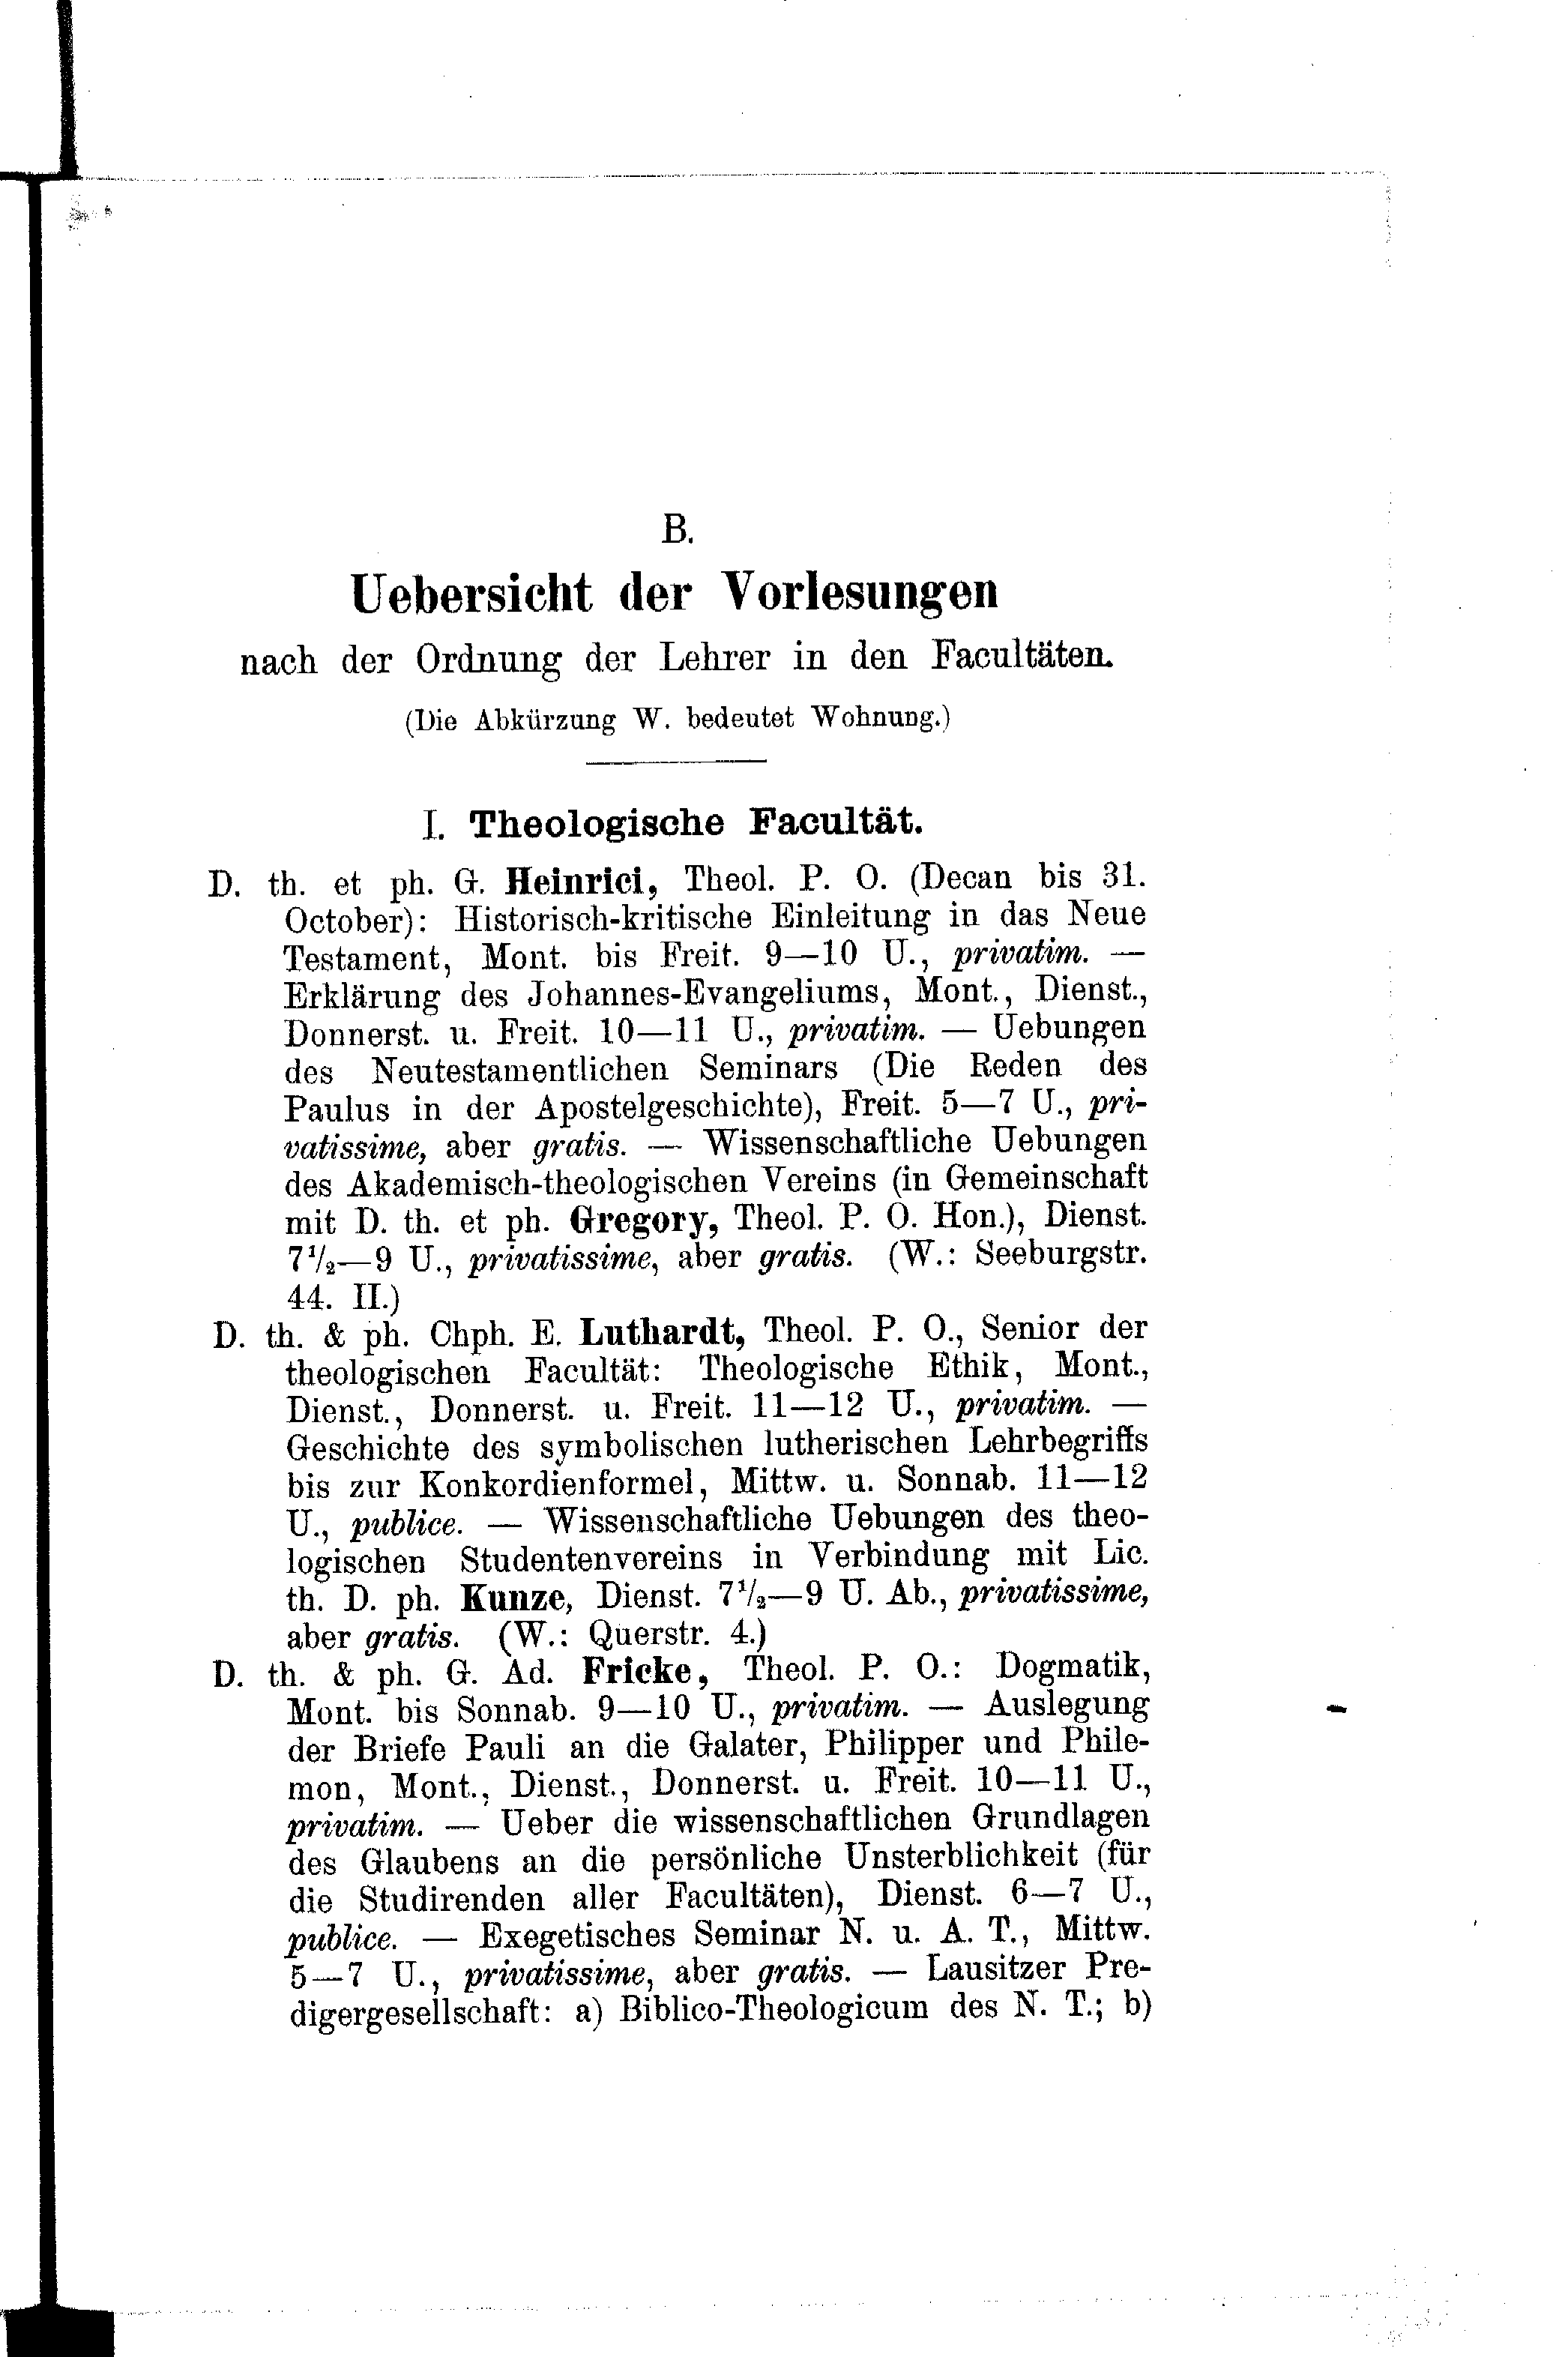 B.
Uebersicht der Vorlesungen
nach der Ordnung der Lehrer in den Facultäten.
(Die Abkürzung W. bedeutet Wohnung.)
I. Theologische Facultät.
D. th. et ph. G. Heinrici, Theol. P. O. (Decan bis 31.
October): Historisch-kritische Einleitung in das Neue
Testament, Mont. bis Freit. 9—10 U., privatim. —
Erklärung des Johannes-Evangeliums, Mont., Dienst.,
Donnerst. u. Freit. 10—11 U., privatim. — Uebungen
des Neutestamentlichen Seminars (Die Reden des
Paulus in der Apostelgeschichte), Freit. 5—7 U., pri-
vatissime, aber gratis. — Wissenschaftliche Uebungen
des Akademisch-theologischen Vereins (in Gemeinschaft
mit D. th. et ph. Gregory, Theol. P. O. Hon.), Dienst.
7½—9 U., privatissime, aber gratis. (W.: Seeburgstr.
44. II.)
D. th. & ph. Chph. E. Luthardt, Theol. P. O., Senior der
theologischen Facultät: Theologische Ethik, Mont.,
Dienst., Donnerst. u. Freit. 11—12 U., privatim. —
Geschichte des symbolischen lutherischen Lehrbegriffs
bis zur Konkordienformel, Mittw. u. Sonnab. 11—12
U., publice. — Wissenschaftliche Uebungen des theo-
logischen Studentenvereins in Verbindung mit Lic.
th. D. ph. Kunze, Dienst. 7½—9 U. Ab., privatissime,
aber gratis. (W.: Querstr. 4.)
D. th. & ph. G. Ad. Fricke, Theol. P. O.: Dogmatik,
Mont. bis Sonnab. 9—10 U., privatim. — Auslegung
der Briefe Pauli an die Galater, Philipper und Phile-
mon, Mont., Dienst., Donnerst. u. Freit. 10—11 U.,
privatim. — Ueber die wissenschaftlichen Grundlagen
des Glaubens an die persönliche Unsterblichkeit (für
die Studirenden aller Facultäten), Dienst. 6—7 U.,
publice. — Exegetisches Seminar N. u. A. T., Mittw.
5—7 U., privatissime, aber gratis. — Lausitzer Pre-
digergesellschaft: a) Biblico-Theologicum des N. T.; b)